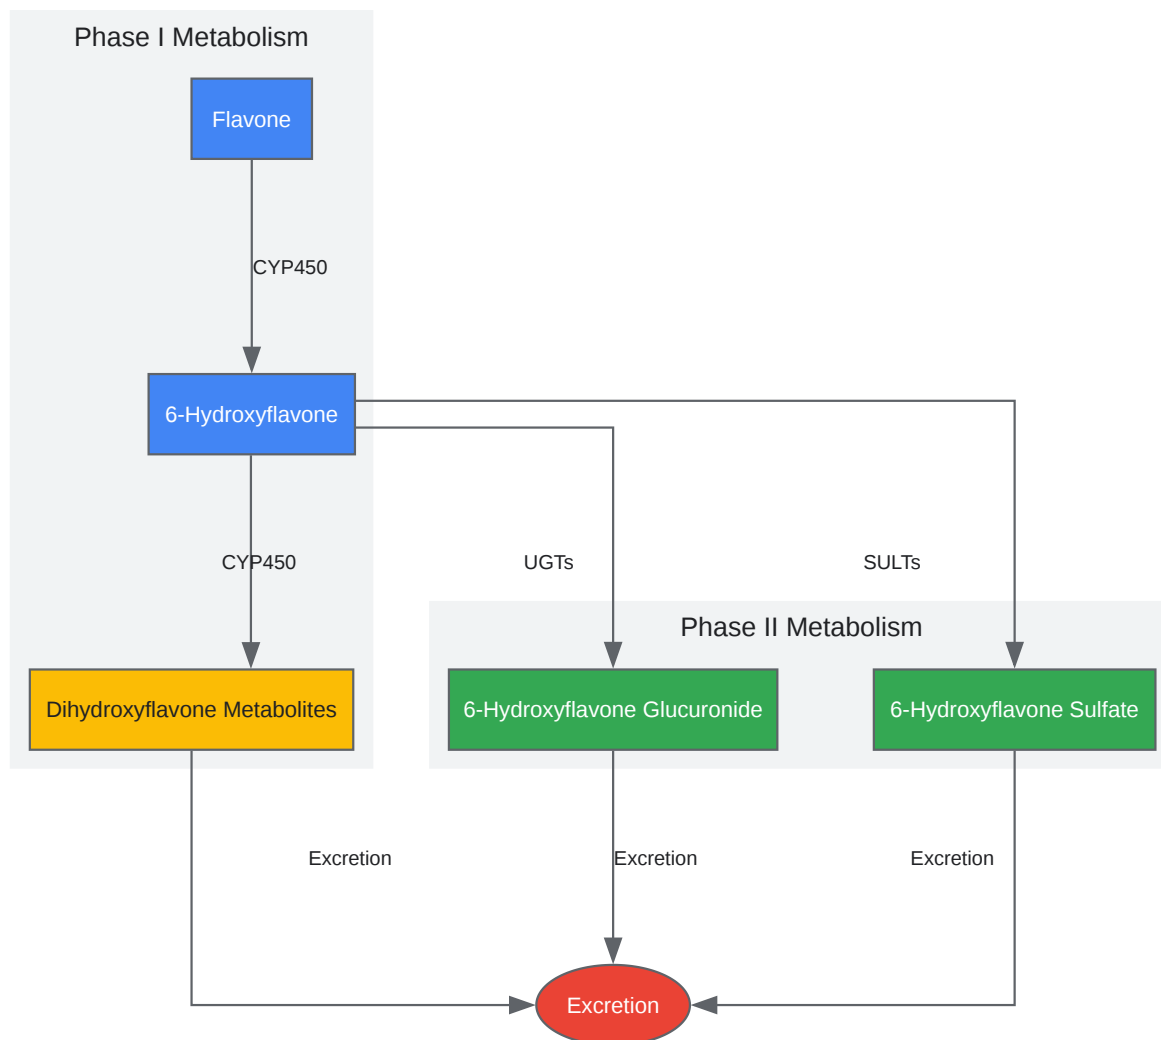 Phase I Metabolism
Flavone
CYP450
6-Hydroxyflavone
CYP450
UGTs
SULTs
Phase II Metabolism
Dihydroxyflavone Metabolites
6-Hydroxyflavone Glucuronide
6-Hydroxyflavone Sulfate
Excretion
Excretion
Excretion
Excretion